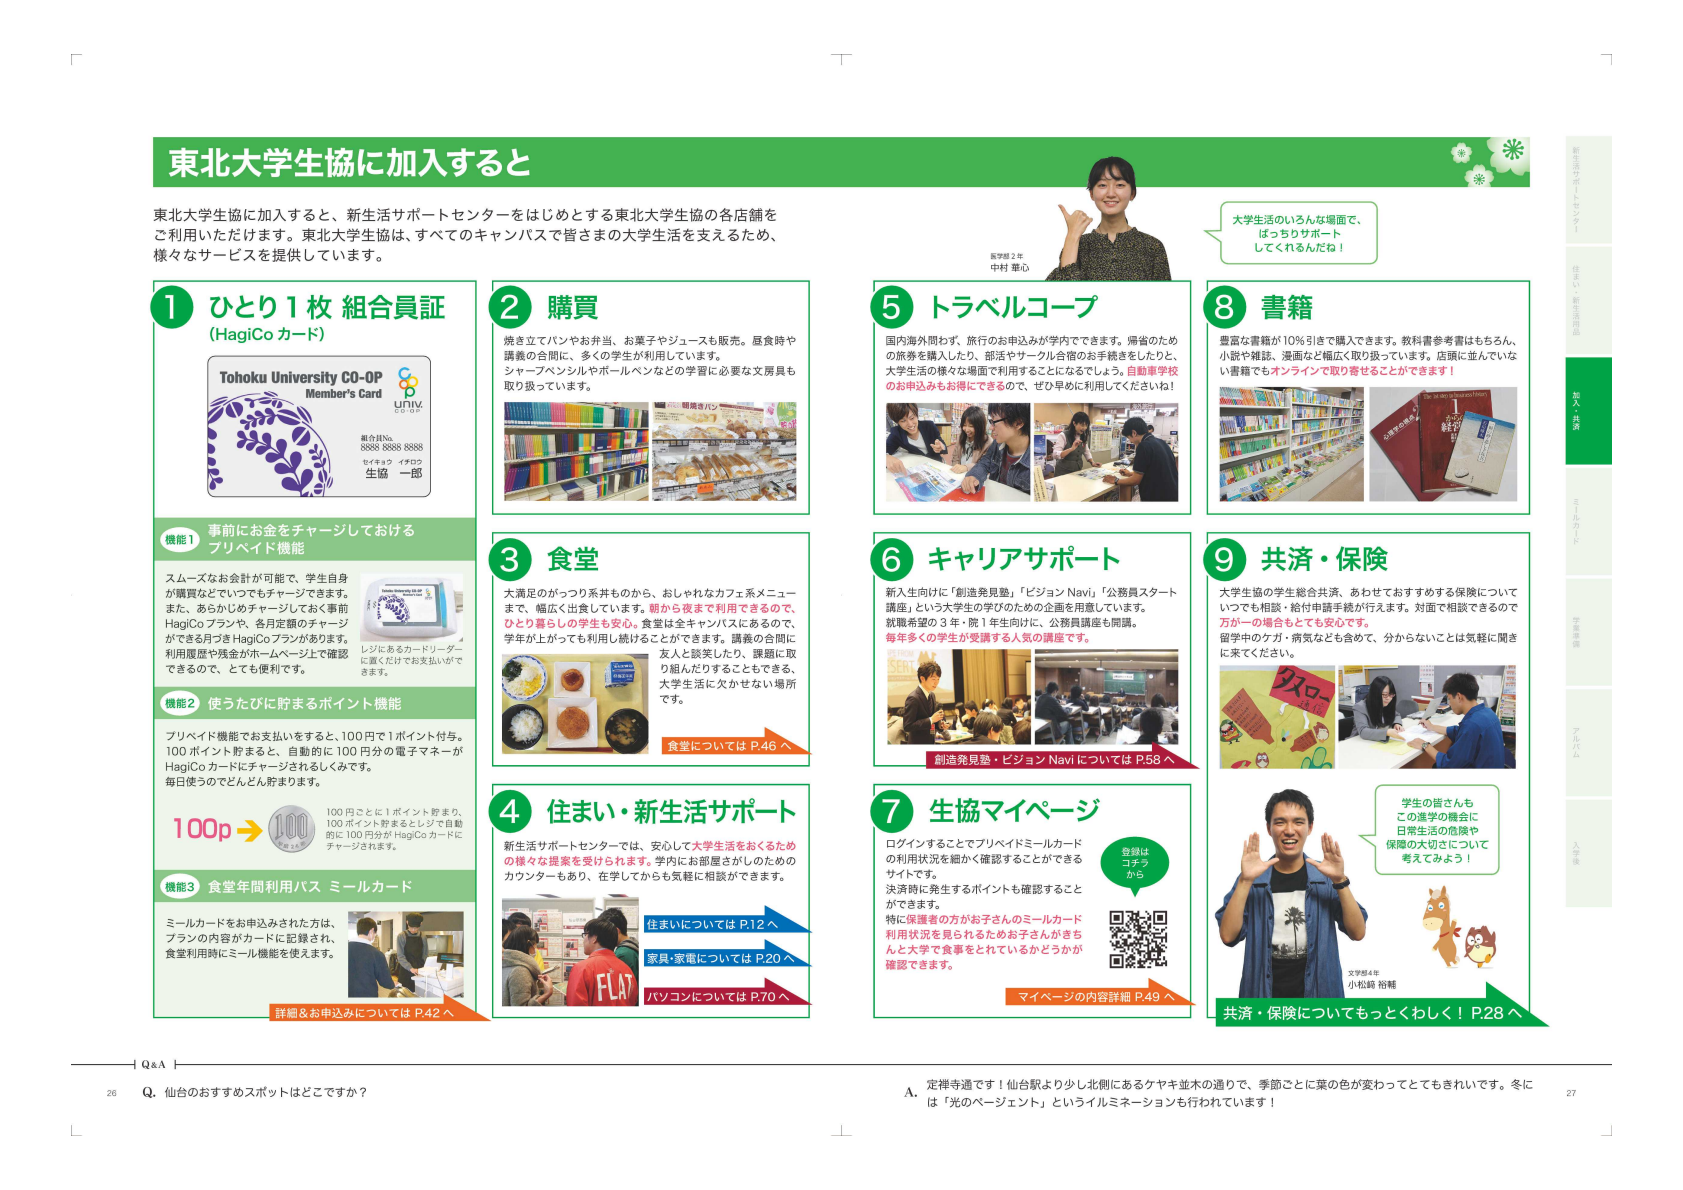 東北大学生協に加入すると
東北大学生協に加入すると、新生活サポートセンターをはじめとする東北大学生協の各店舗を
ご利用いただけます。東北大学生協は、すべてのキャンパスで皆さまの大学生活を支えるため、
様々なサービスを提供しています。
医学部2年
中村 華心
大学生活のいろんな場面で、
ばっちりサポート
してくれるんだね！
1 ひとり1枚 組合員証
（HagiCo カード）
Tohoku University CO-OP
Member's Card
UNIV.
CO-OP
組合員No.
8888 8888 8888
セイキョウ イチロウ
生協 一郎
機能1 事前にお金をチャージしておける
プリペイド機能
スムーズなお会計が可能で、学生自身
が購買などでいつでもチャージできます。
また、あらかじめチャージしておく事前
HagiCoプランや、各月定額のチャージ
ができる月づきHagiCoプランがあります。
利用履歴や残金がホームページ上で確認
できるので、とても便利です。
レジにあるカードリーダー
に置くだけでお支払いがで
きます。
機能2 使うたびに貯まるポイント機能
プリペイド機能でお支払いをすると、100円で1ポイント付与。
100ポイント貯まると、自動的に100円分の電子マネーが
HagiCoカードにチャージされるしくみです。
毎日使うのでどんどん貯まります。
100p
100
100円ごとに1ポイント貯まり、
100ポイント貯まるとレジで自動
的に100円分がHagiCoカードに
チャージされます。
機能3 食堂年間利用パス ミールカード
ミールカードをお申込みされた方は、
プランの内容がカードに記録され、
食堂利用時にミール機能を使えます。
詳細&お申込みについては P.42 へ
2 購買
焼き立てパンやお弁当、お菓子やジュースも販売。昼食時や
講義の合間に、多くの学生が利用しています。
シャープペンシルやボールペンなどの学習に必要な文房具も
取り扱っています。
3 食堂
大満足のがっつり系丼ものから、おしゃれなカフェ系メニュー
まで、幅広く出食しています。朝から夜まで利用できるので、
ひとり暮らしの学生も安心。食堂は全キャンパスにあるので、
学年が上がっても利用し続けることができます。講義の合間に
友人と談笑したり、課題に取
り組んだりすることもできる、
大学生活に欠かせない場所
です。
食堂については P.46 へ
4 住まい・新生活サポート
新生活サポートセンターでは、安心して大学生活をおくるため
の様々な提案を受けられます。学内にお部屋さがしのための
カウンターもあり、在学してからも気軽に相談ができます。
FLAT
住まいについては P.12 へ
家具・家電については P.20 へ
パソコンについては P.70 へ
5 トラベルコープ
国内海外問わず、旅行のお申込みが学内でできます。帰省のため
の旅券を購入したり、部活やサークル合宿のお手続きをしたりと、
大学生活の様々な場面で利用することになるでしょう。自動車学校
のお申込みもお得にできるので、ぜひ早めに利用してくださいね！
6 キャリアサポート
新入生向けに「創造発見塾」「ビジョン Navi」「公務員スタート
講座」という大学生の学びのための企画を用意しています。
就職希望の3年・院1年生向けに、公務員講座も開講。
毎年多くの学生が受講する人気の講座です。
創造発見塾・ビジョン Navi については P.58 へ
7 生協マイページ
ログインすることでプリペイドミールカード
の利用状況を細かく確認することができる
サイトです。
決済時に発生するポイントも確認すること
ができます。
特に保護者の方がお子さんのミールカード
利用状況を見られるためお子さんがきち
んと大学で食事をとれているかどうかが
確認できます。
登録は
コチラ
から
マイページの内容詳細 P.49 へ
8 書籍
豊富な書籍が10％引きで購入できます。教科書参考書はもちろん、
小説や雑誌、漫画など幅広く取り扱っています。店頭に並んでいな
い書籍でもオンラインで取り寄せることができます！
9 共済・保険
大学生協の学生総合共済、あわせておすすめする保険について
いつでも相談・給付申請手続が行えます。対面で相談できるので
万が一の場合もとても安心です。
留学中のケガ・病気なども含めて、分からないことは気軽に聞き
に来てください。
学生の皆さんも
この進学の機会に
日常生活の危険や
保障の大切さについて
考えてみよう！
文学部4年
小松﨑 裕輔
共済・保険についてもっとくわしく！ P.28 へ
新生活サポートセンター
住まい・新生活用品
加入・共済
ミールカード
学業準備
アルバム
入学後
Q&A
26
Q. 仙台のおすすめスポットはどこですか？
A. 定禅寺通です！仙台駅より少し北側にあるケヤキ並木の通りで、季節ごとに葉の色が変わってとてもきれいです。冬に
は「光のページェント」というイルミネーションも行われています！
27